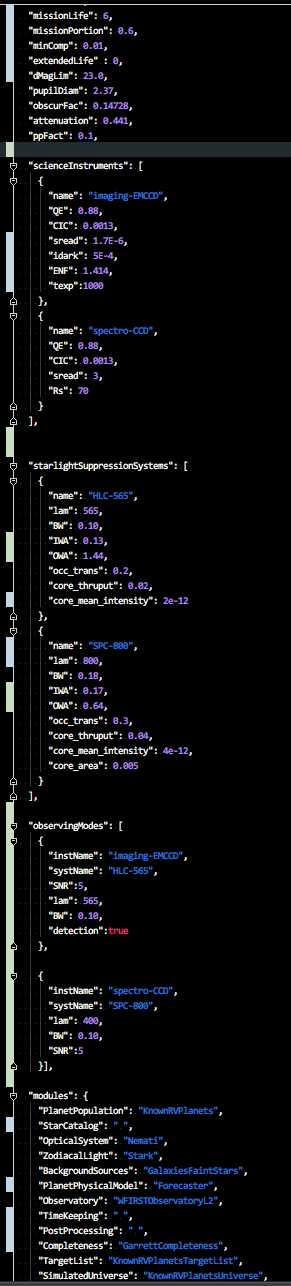 "missionLife": 6,
"missionPortion": 0.6,
"minComp": 0.01,
"extendedLife" : 0,
"dMagLim": 23.0,
"pupilDiam": 2.37,
"obscurFac": 0.14728,
"attenuation": 0.441,
"ppFact": 0.1,
"scienceInstruments": [
{
"name": "imaging-EMCCD",
"QE": 0.88,
"CIC": 0.0013,
"sread": 1.7E-6,
"idark": 5E-4,
"ENF": 1.414,
"texp":1000
},
{
"name": "spectro-CCD",
"QE": 0.88,
"CIC": 0.0013,
"sread": 3,
"Rs": 70
}
],
"starlightSuppressionSystems": [
{
"name": "HLC-565",
"lam": 565,
"BW": 0.10,
"IWA": 0.13,
"OWA": 1.44,
"occ_trans": 0.2,
"core_thruput": 0.02,
"core_mean_intensity": 2e-12
},
{
"name": "SPC-800",
"lam": 800,
"BW": 0.18,
"IWA": 0.17,
"OWA": 0.64,
"occ_trans": 0.3,
"core_thruput": 0.04,
"core_mean_intensity": 4e-12,
"core_area": 0.005
}
],
"observingModes": [
{
"instName": "imaging-EMCCD",
"systName": "HLC-565",
"SNR":5,
"lam": 565,
"BW": 0.10,
"detection":true
},
{
"instName": "spectro-CCD",
"systName": "SPC-800",
"lam": 400,
"BW": 0.10,
"SNR":5
}],
"modules": {
"PlanetPopulation": "KnownRVPlanets",
"StarCatalog": " ",
"OpticalSystem": "Nemati",
"ZodiacalLight": "Stark",
"BackgroundSources": "GalaxiesFaintStars",
"PlanetPhysicalModel": "Forecaster",
"Observatory": "WFIRSTObservatoryL2",
"TimeKeeping": " ",
"PostProcessing": " ",
"Completeness": "GarrettCompleteness",
"TargetList": "KnownRVPlanetsTargetList",
"SimulatedUniverse": "KnownRVPlanetsUniverse",